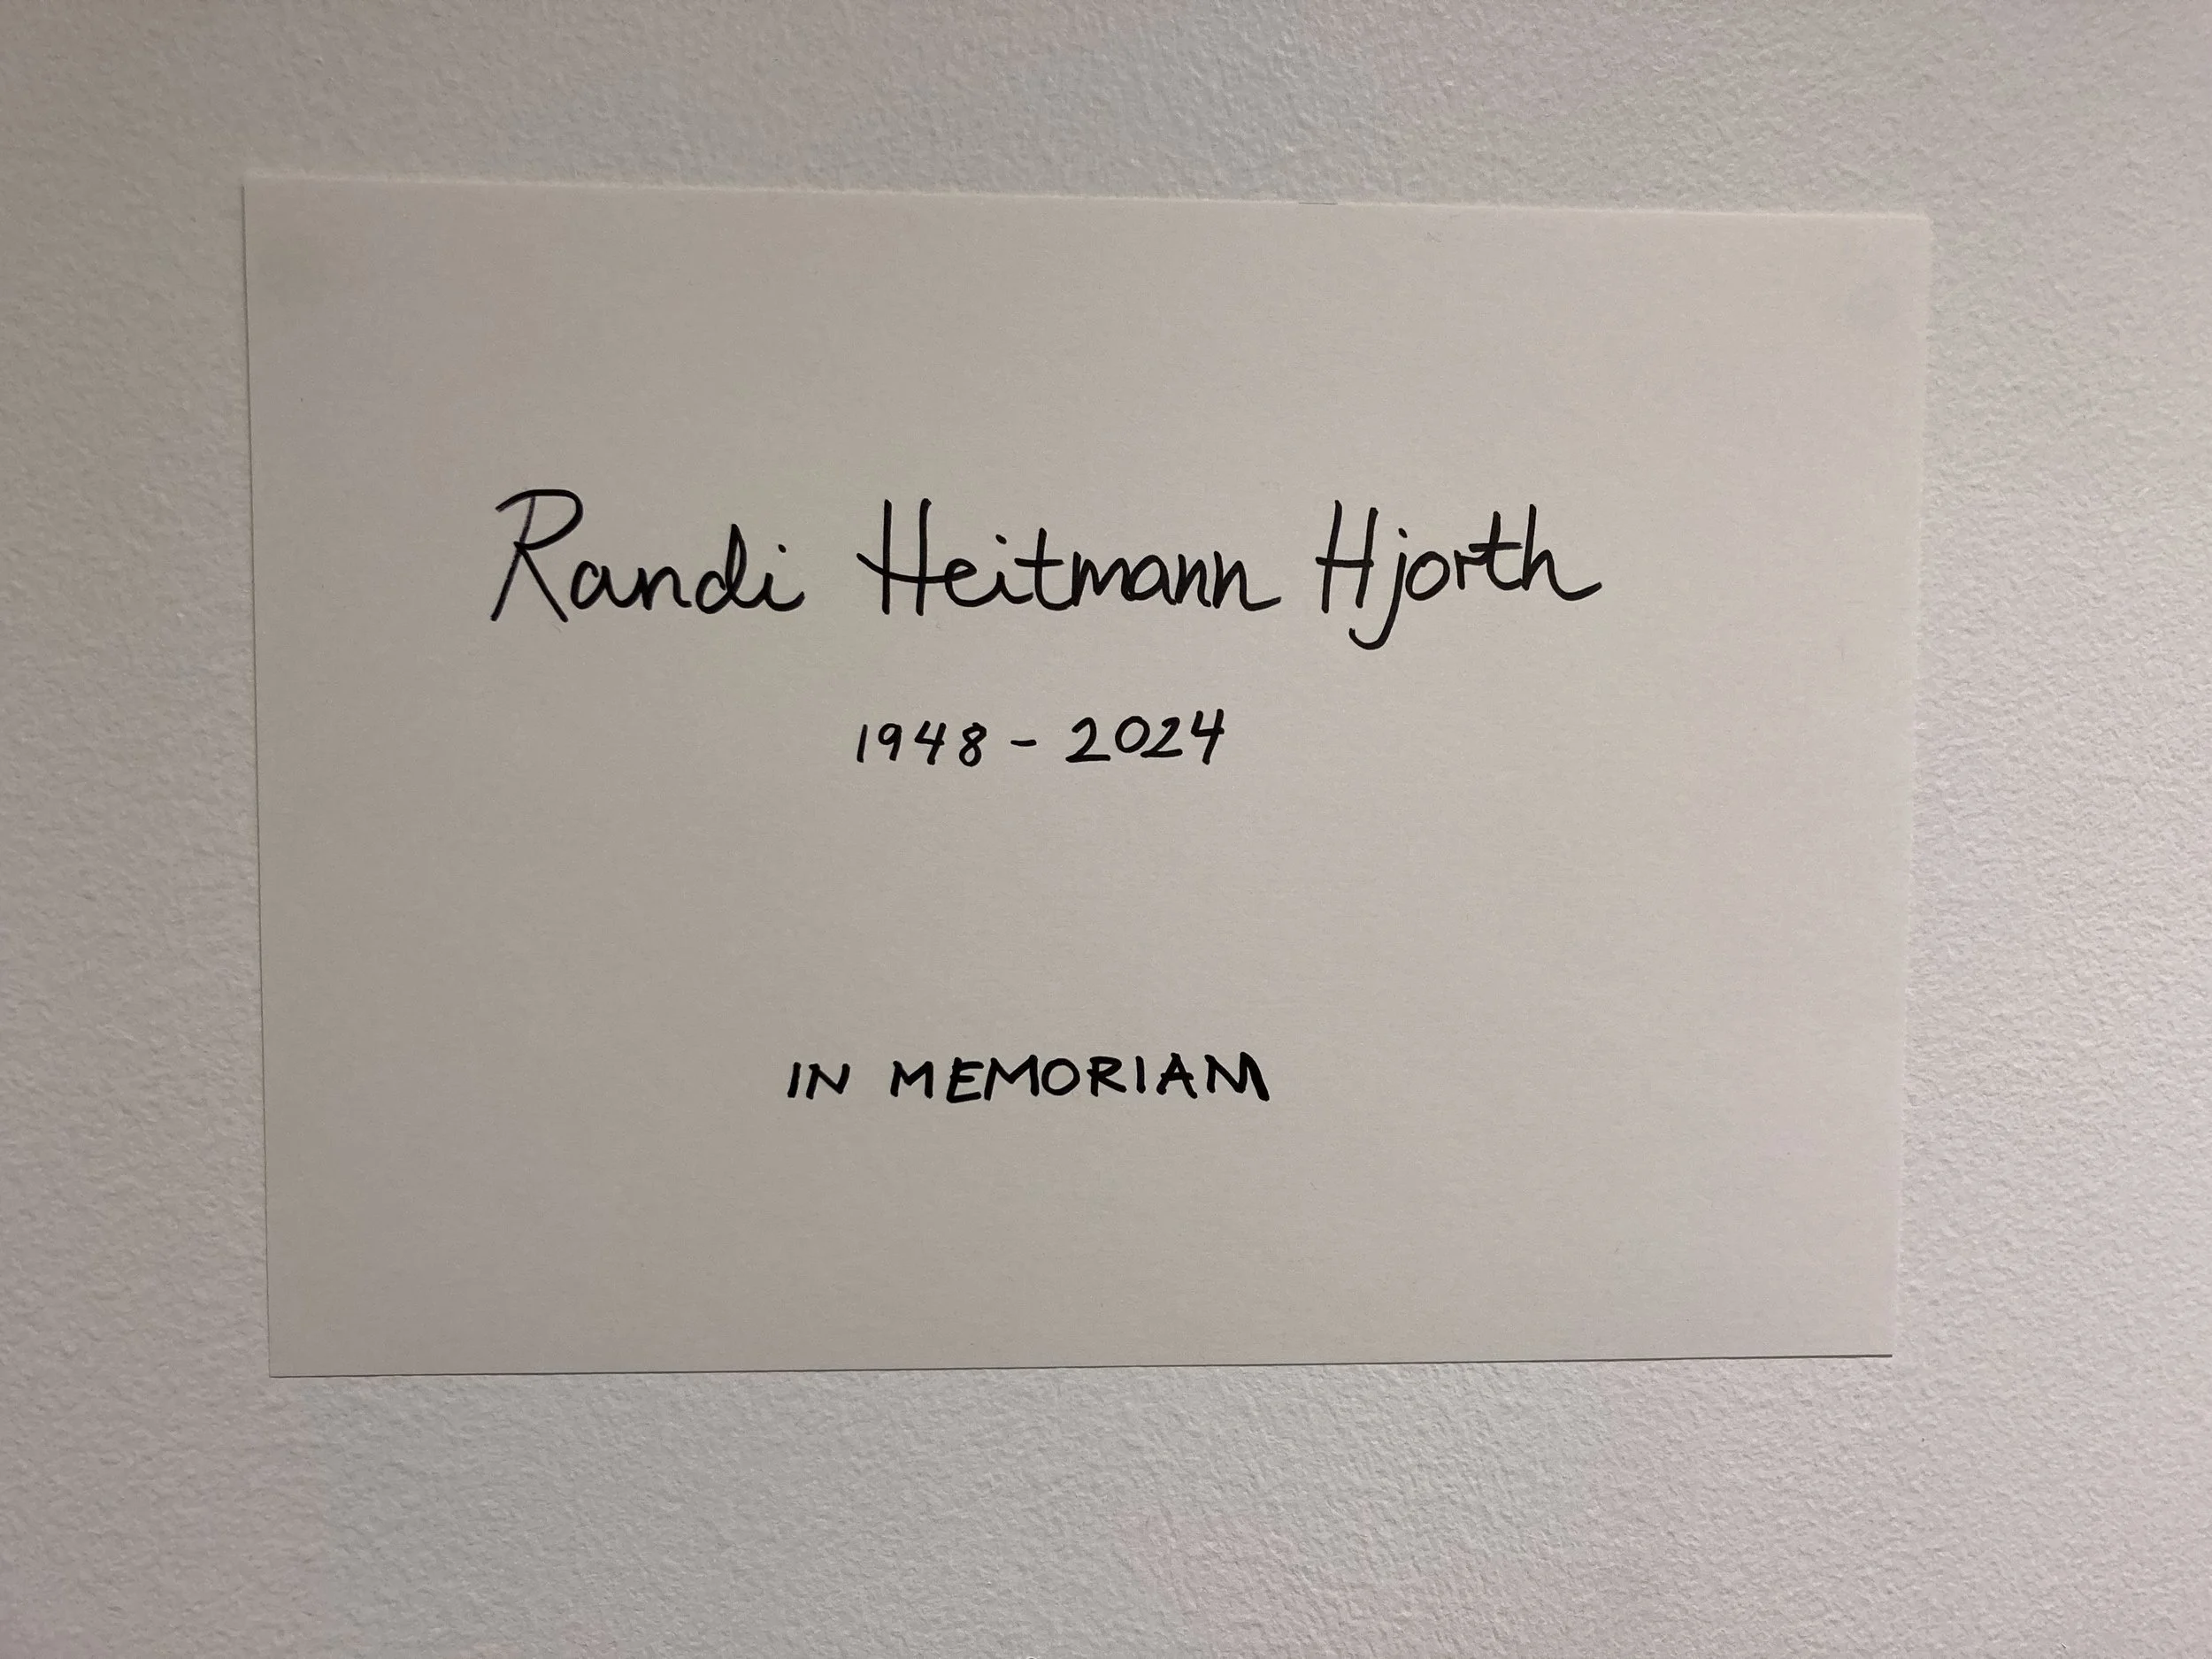 Randi Heitmann Hjorth
1948 - 2024
IN MEMORIAM